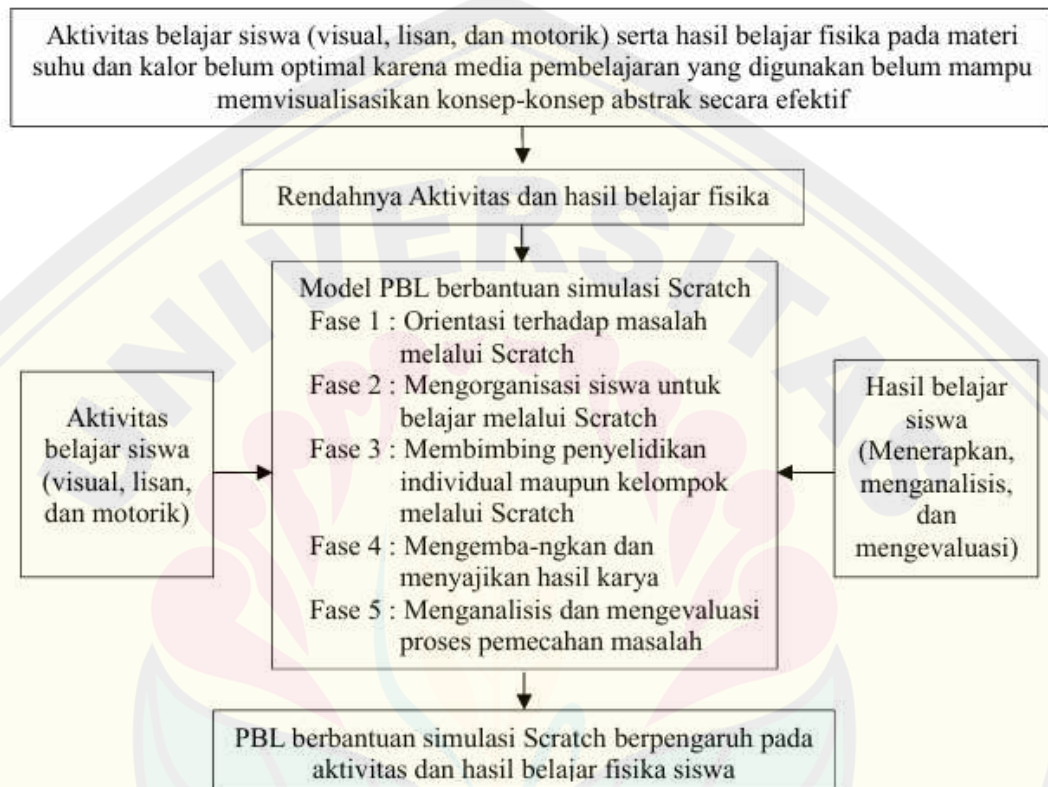 Aktivitas belajar siswa (visual, lisan, dan motorik) serta hasil belajar fisika pada materi
suhu dan kalor belum optimal karena media pembelajaran yang digunakan belum mampu
memvisualisasikan konsep-konsep abstrak secara efektif
Rendahnya Aktivitas dan hasil belajar fisika
Model PBL berbantuan simulasi Scratch
Fase 1 : Orientasi terhadap masalah
melalui Scratch
Fase 2 : Mengorganisasi siswa untuk
belajar melalui Scratch
Fase 3 : Membimbing penyelidikan
individual maupun kelompok
melalui Scratch
Fase 4 : Mengemba-ngkan dan
menyajikan hasil karya
Fase 5 : Menganalisis dan mengevaluasi
proses pemecahan masalah
Aktivitas
belajar siswa
(visual, lisan,
dan motorik)
Hasil belajar
siswa
(Menerapkan,
menganalisis,
dan
mengevaluasi)
PBL berbantuan simulasi Scratch berpengaruh pada
aktivitas dan hasil belajar fisika siswa
UNIVERSITAS